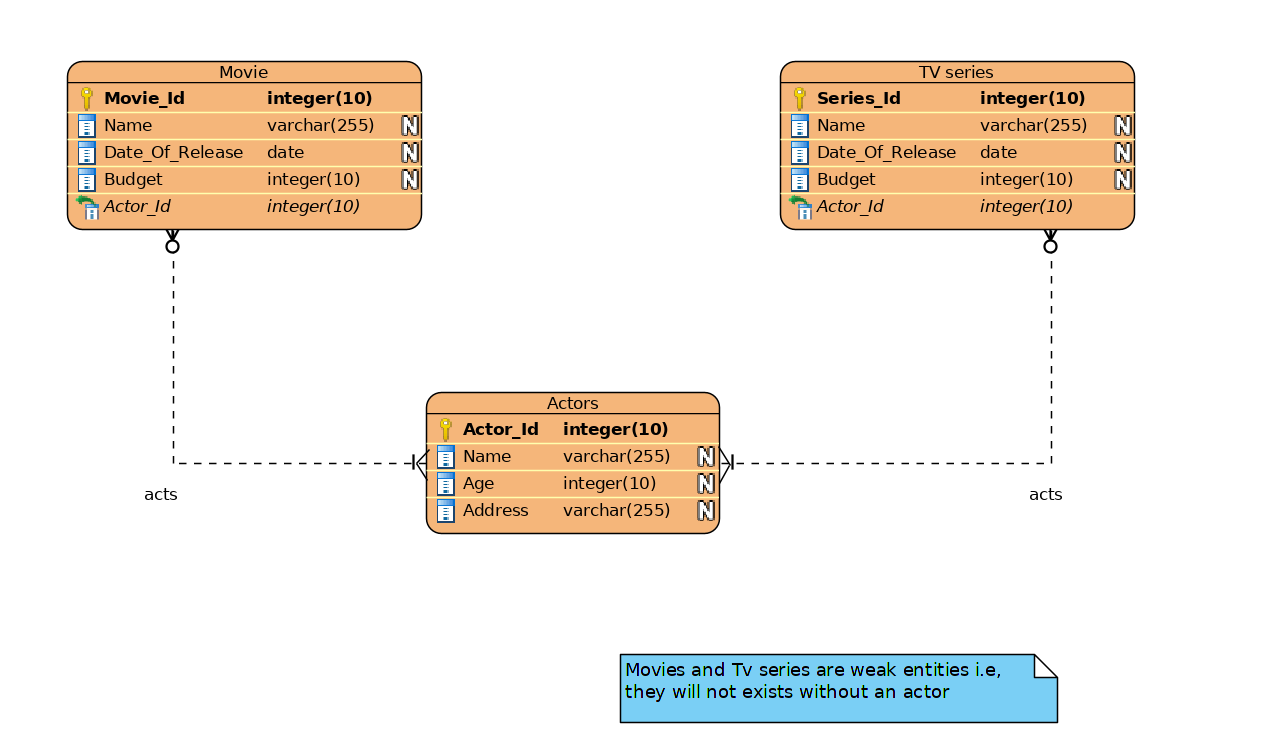 Movie
Movie_Id integer(10)
Name varchar(255) N
Date_Of_Release date N
Budget integer(10) N
Actor_Id integer(10)
TV series
Series_Id integer(10)
Name varchar(255) N
Date_Of_Release date N
Budget integer(10) N
Actor_Id integer(10)
Actors
Actor_Id integer(10)
Name varchar(255) N
Age integer(10) N
Address varchar(255) N
acts
acts
Movies and Tv series are weak entities i.e,
they will not exists without an actor